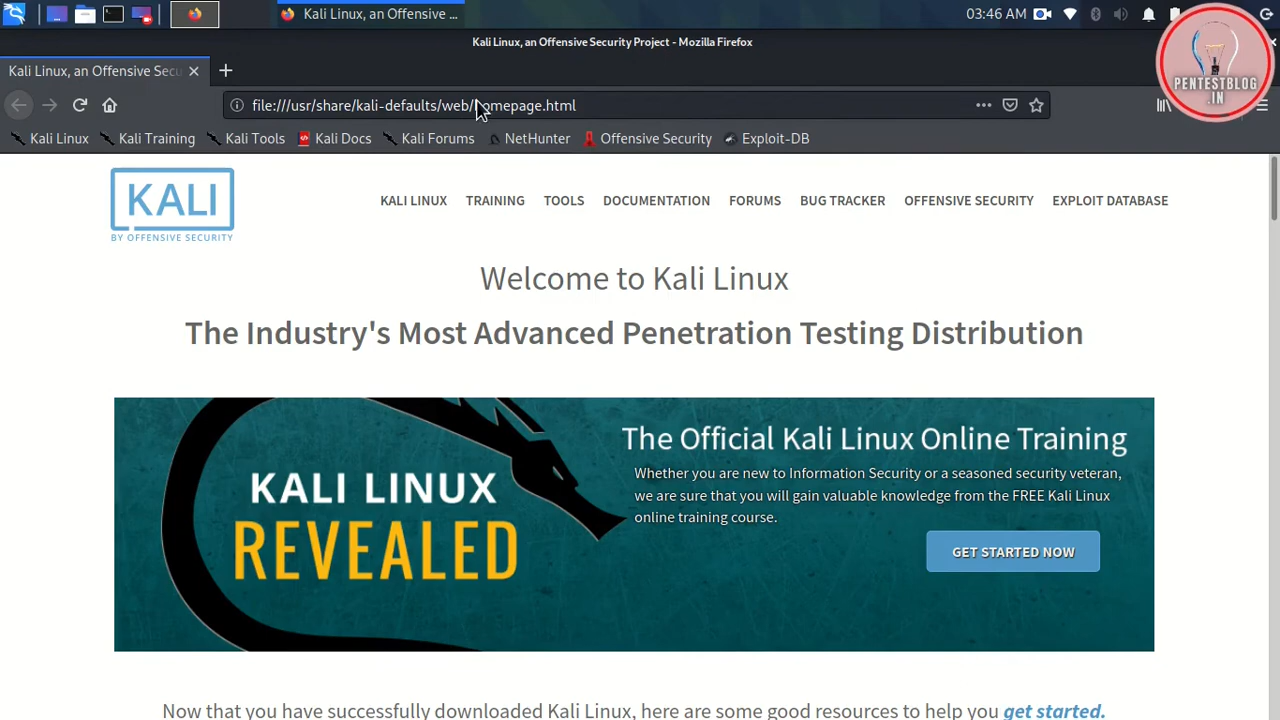 Kali Linux, an Offensive ...
03:46 AM
Kali Linux, an Offensive Security Project - Mozilla Firefox
Kali Linux, an Offensive Secu
file:///usr/share/kali-defaults/web/homepage.html
PENTESTBLOG
.IN
Kali Linux
Kali Training
Kali Tools
Kali Docs
Kali Forums
NetHunter
Offensive Security
Exploit-DB
KALI
BY OFFENSIVE SECURITY
KALI LINUX
TRAINING
TOOLS
DOCUMENTATION
FORUMS
BUG TRACKER
OFFENSIVE SECURITY
EXPLOIT DATABASE
Welcome to Kali Linux
The Industry's Most Advanced Penetration Testing Distribution
KALI LINUX
REVEALED
The Official Kali Linux Online Training
Whether you are new to Information Security or a seasoned security veteran,
we are sure that you will gain valuable knowledge from the FREE Kali Linux
online training course.
GET STARTED NOW
Now that you have successfully downloaded Kali Linux, here are some good resources to help you get started.